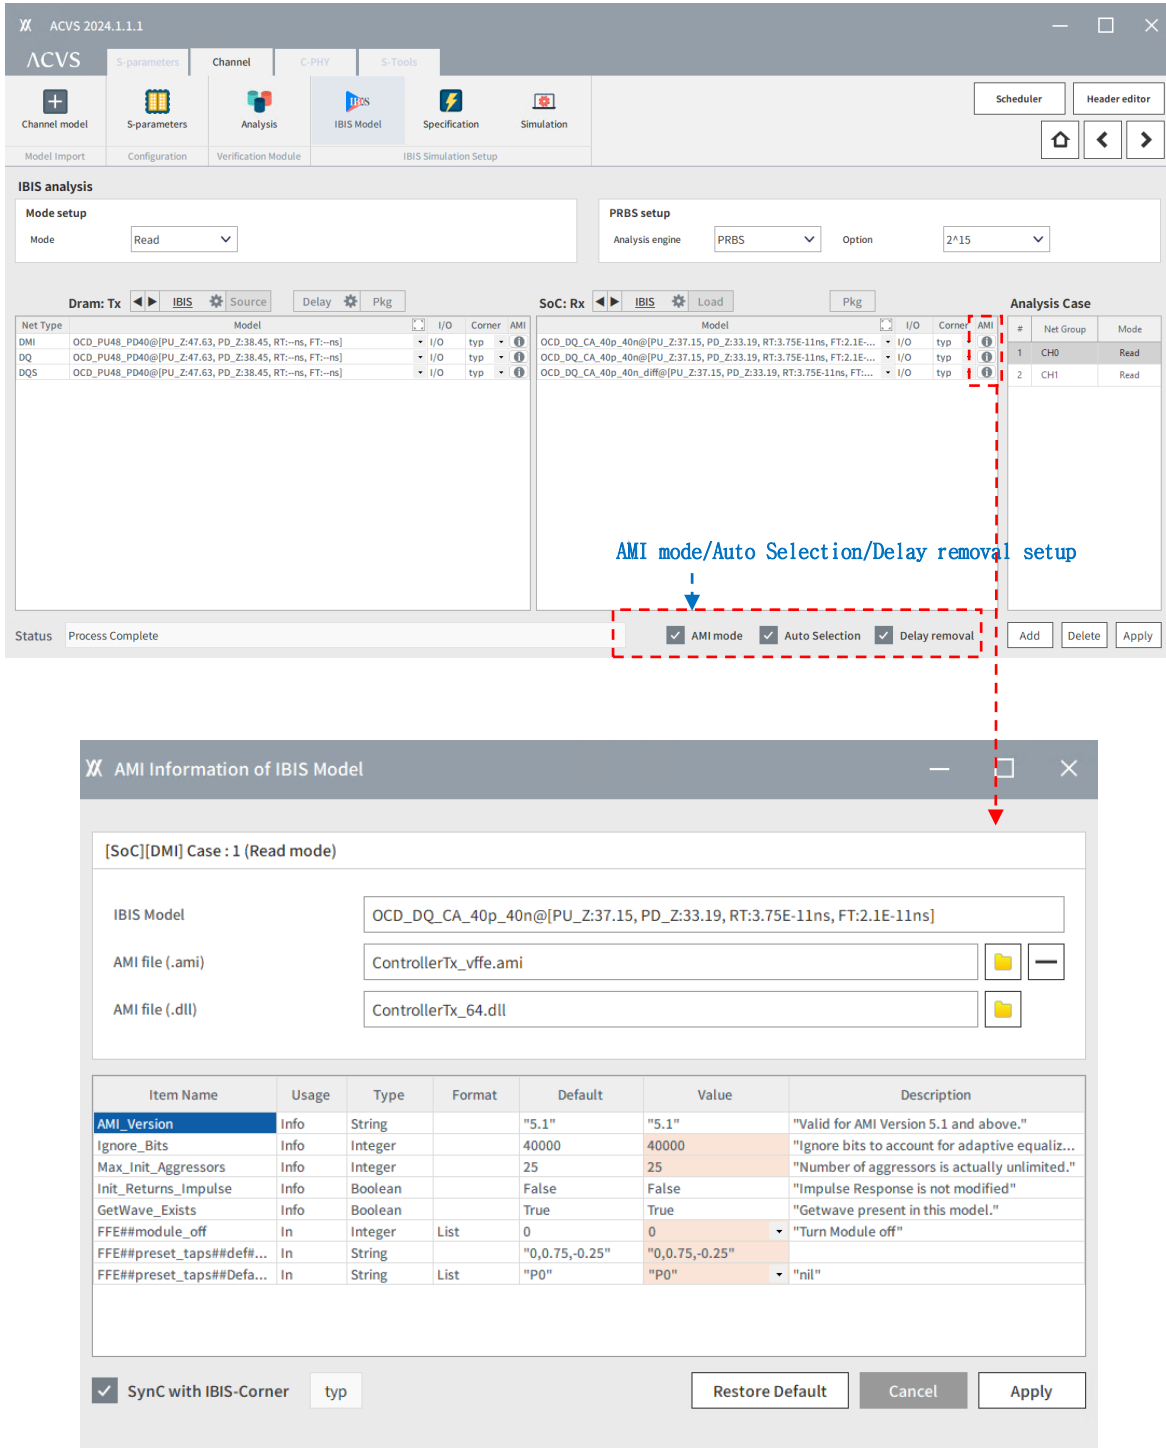 ACVS 2024.1.1.1
ACVS S-parameters Channel C-PHY S-Tools
Channel model S-parameters Analysis IBIS Model Specification Simulation
Scheduler Header editor
Model Import Configuration Verification Module IBIS Simulation Setup
IBIS analysis
Mode setup
Mode Read
PRBS setup
Analysis engine PRBS Option 2^15
Dram: Tx IBIS Source Delay Pkg
SoC: Rx IBIS Load Pkg
Analysis Case
Net Type Model I/O Corner AMI
DMI OCD_PU48_PD40@[PU_Z:47.63, PD_Z:38.45, RT:--ns, FT:--ns] I/O typ
DQ OCD_PU48_PD40@[PU_Z:47.63, PD_Z:38.45, RT:--ns, FT:--ns] I/O typ
DQS OCD_PU48_PD40@[PU_Z:47.63, PD_Z:38.45, RT:--ns, FT:--ns] I/O typ
Model I/O Corner AMI
OCD_DQ_CA_40p_40n@[PU_Z:37.15, PD_Z:33.19, RT:3.75E-11ns, FT:2.1E-... I/O typ
OCD_DQ_CA_40p_40n@[PU_Z:37.15, PD_Z:33.19, RT:3.75E-11ns, FT:2.1E-... I/O typ
OCD_DQ_CA_40p_40n_diff@[PU_Z:37.15, PD_Z:33.19, RT:3.75E-11ns, FT:... I/O typ
# Net Group Mode
1 CH0 Read
2 CH1 Read
AMI mode/Auto Selection/Delay removal setup
Status Process Complete
AMI mode Auto Selection Delay removal
Add Delete Apply
AMI Information of IBIS Model
[SoC][DMI] Case : 1 (Read mode)
IBIS Model OCD_DQ_CA_40p_40n@[PU_Z:37.15, PD_Z:33.19, RT:3.75E-11ns, FT:2.1E-11ns]
AMI file (.ami) ControllerTx_vffe.ami
AMI file (.dll) ControllerTx_64.dll
Item Name Usage Type Format Default Value Description
AMI_Version Info String "5.1" "5.1" "Valid for AMI Version 5.1 and above."
Ignore_Bits Info Integer 40000 40000 "Ignore bits to account for adaptive equaliz...
Max_Init_Aggressors Info Integer 25 25 "Number of aggressors is actually unlimited."
Init_Returns_Impulse Info Boolean False False "Impulse Response is not modified"
GetWave_Exists Info Boolean True True "Getwave present in this model."
FFE##module_off In Integer List 0 0 "Turn Module off"
FFE##preset_taps##def#... In String "0,0.75,-0.25" "0,0.75,-0.25"
FFE##preset_taps##Defa... In String List "P0" "P0" "nil"
SynC with IBIS-Corner typ
Restore Default Cancel Apply